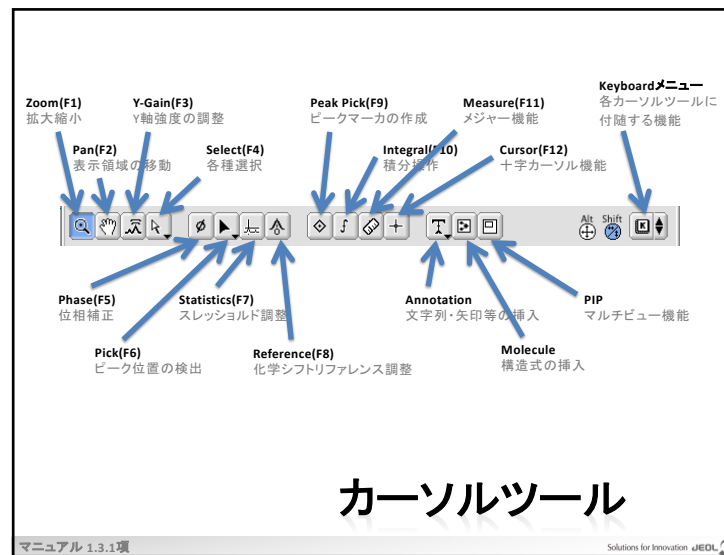 Zoom(F1)
拡大縮小
Y-Gain(F3)
Y軸強度の調整
Peak Pick(F9)
ピークマーカの作成
Measure(F11)
メジャー機能
Keyboardメニュー
各カーソルツールに
付随する機能
Pan(F2)
表示領域の移動
Select(F4)
各種選択
Integral(F10)
積分操作
Cursor(F12)
十字カーソル機能
Alt
Shift
Phase(F5)
位相補正
Statistics(F7)
スレッショルド調整
Annotation
文字列・矢印等の挿入
PIP
マルチビュー機能
Pick(F6)
ピーク位置の検出
Reference(F8)
化学シフトリファレンス調整
Molecule
構造式の挿入
カーソルツール
マニュアル 1.3.1項
Solutions for Innovation JEOL